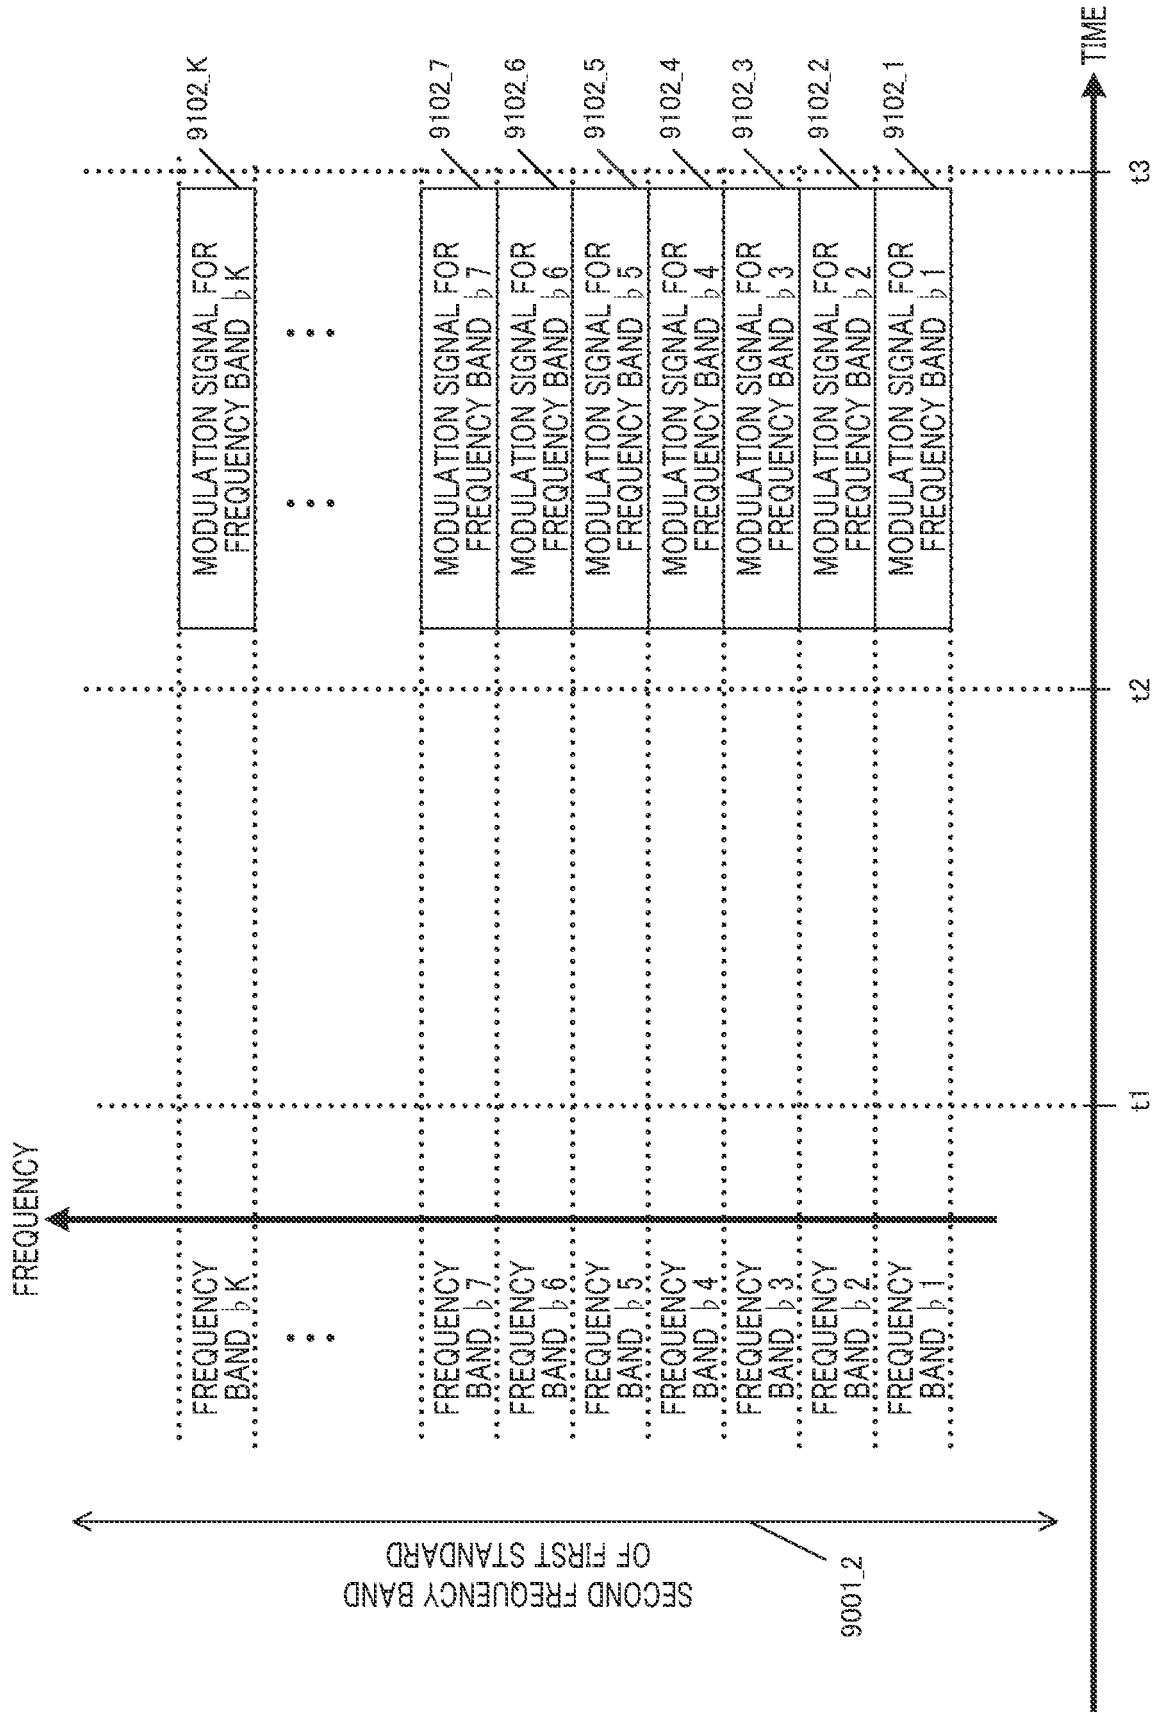 FREQUENCY
SECOND FREQUENCY BAND
OF FIRST STANDARD
9001_2
FREQUENCY
BAND ♭K
MODULATION SIGNAL FOR
FREQUENCY BAND ♭K
9102_K
FREQUENCY
BAND ♭7
MODULATION SIGNAL FOR
FREQUENCY BAND ♭7
9102_7
FREQUENCY
BAND ♭6
MODULATION SIGNAL FOR
FREQUENCY BAND ♭6
9102_6
FREQUENCY
BAND ♭5
MODULATION SIGNAL FOR
FREQUENCY BAND ♭5
9102_5
FREQUENCY
BAND ♭4
MODULATION SIGNAL FOR
FREQUENCY BAND ♭4
9102_4
FREQUENCY
BAND ♭3
MODULATION SIGNAL FOR
FREQUENCY BAND ♭3
9102_3
FREQUENCY
BAND ♭2
MODULATION SIGNAL FOR
FREQUENCY BAND ♭2
9102_2
FREQUENCY
BAND ♭1
MODULATION SIGNAL FOR
FREQUENCY BAND ♭1
9102_1
TIME
t1
t2
t3